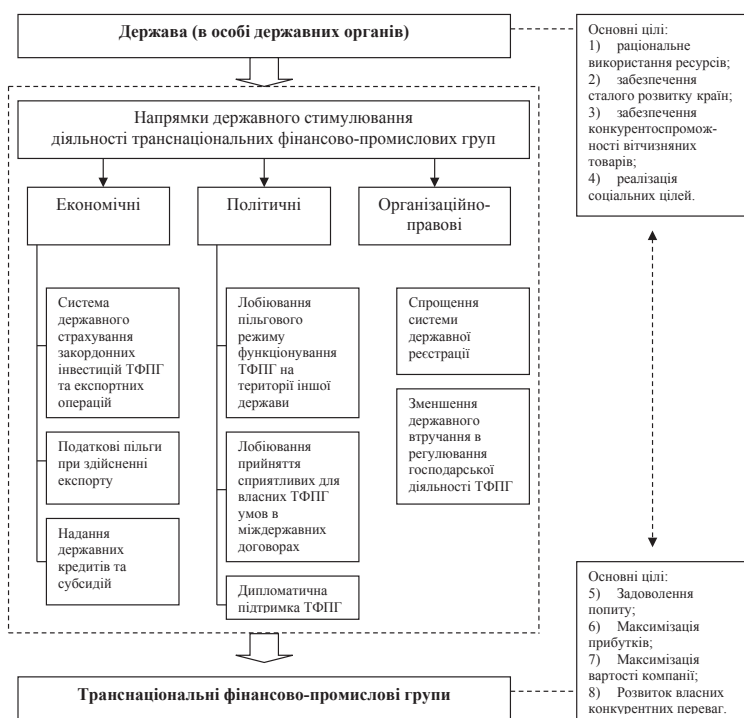 Держава (в особі державних органів)
Основні цілі:
1) раціональне
використання ресурсів;
2) забезпечення
сталого розвитку країн;
3) забезпечення
конкурентоспромож-
ності вітчизняних
товарів;
4) реалізація
соціальних цілей.
Напрямки державного стимулювання
діяльності транснаціональних фінансово-промислових груп
Економічні
Політичні
Організаційно-
правові
Система
державного
страхування
закордонних
інвестицій ТФПГ
та експортних
операцій
Податкові пільги
при здійсненні
експорту
Надання
державних
кредитів та
субсидій
Лобіювання
пільгового
режиму
функціонування
ТФПГ на
території іншої
держави
Лобіювання
прийняття
сприятливих для
власних ТФПГ
умов в
міждержавних
договорах
Дипломатична
підтримка ТФПГ
Спрощення
системи
державної
реєстрації
Зменшення
державного
втручання в
регулювання
господарської
діяльності ТФПГ
Транснаціональні фінансово-промислові групи
Основні цілі:
5) Задоволення
попиту;
6) Максимізація
прибутків;
7) Максимізація
вартості компанії;
8) Розвиток власних
конкурентних переваг.